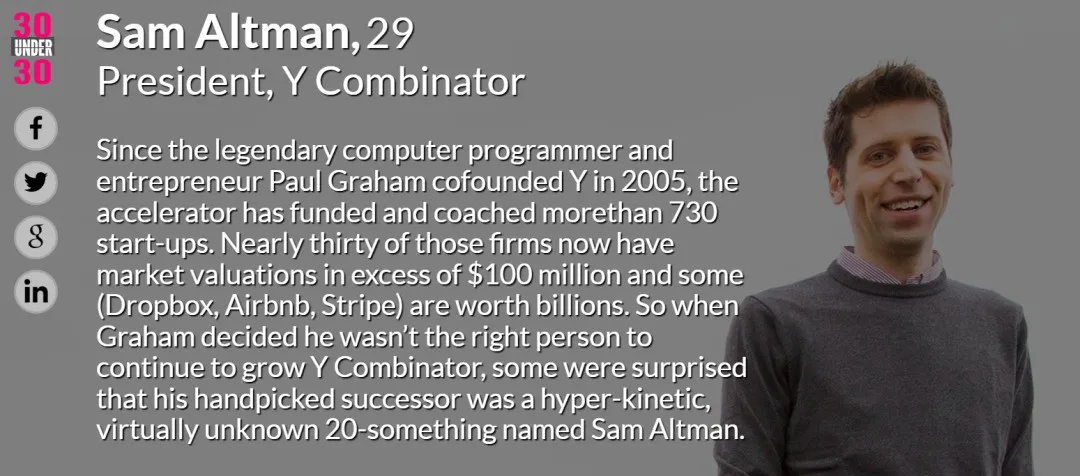 30
UNDER
30
Sam Altman, 29
President, Y Combinator
Since the legendary computer programmer and
entrepreneur Paul Graham cofounded Y in 2005, the
accelerator has funded and coached morethan 730
start-ups. Nearly thirty of those firms now have
market valuations in excess of $100 million and some
(Dropbox, Airbnb, Stripe) are worth billions. So when
Graham decided he wasn’t the right person to
continue to grow Y Combinator, some were surprised
that his handpicked successor was a hyper-kinetic,
virtually unknown 20-something named Sam Altman.
f
g
in